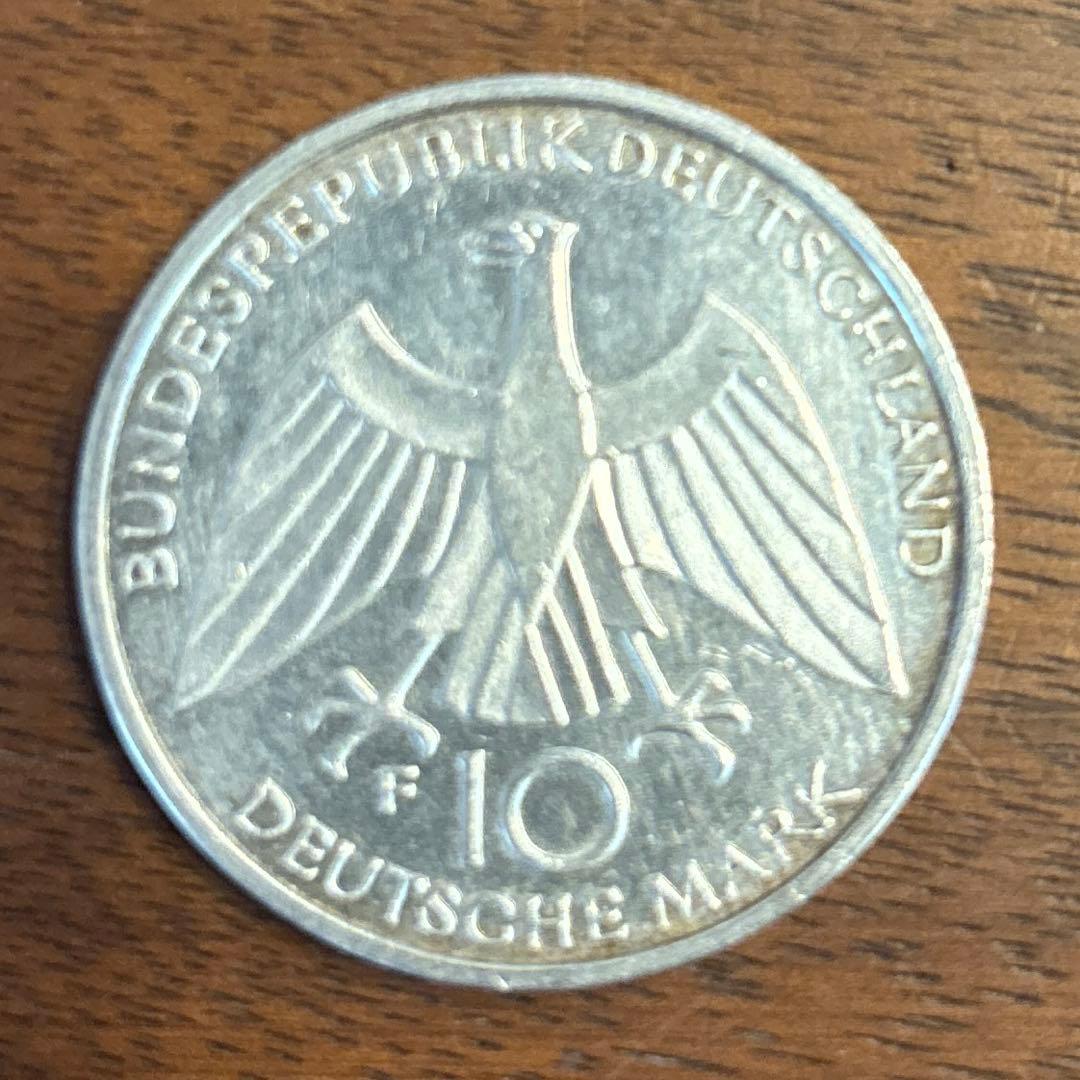 BUNDESREPUBLIK DEUTSCHLAND
F 10
DEUTSCHE MARK